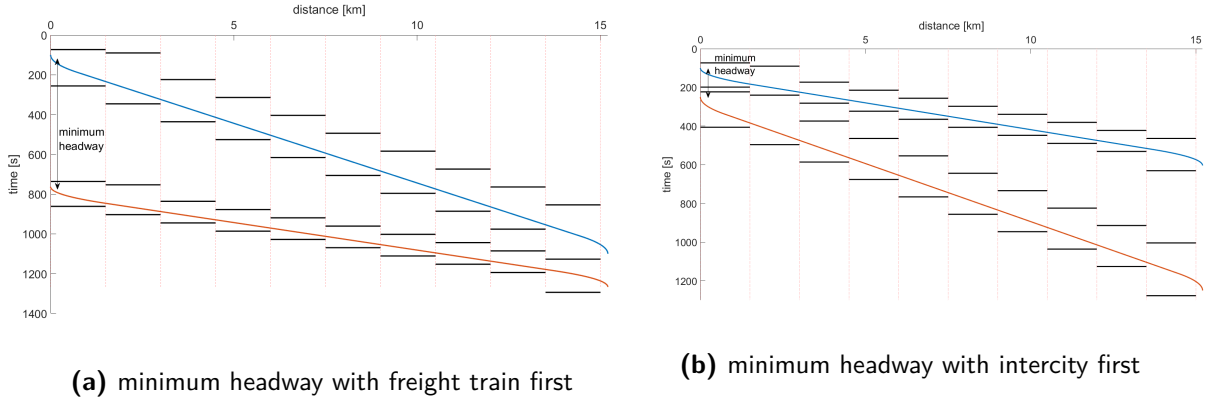 distance [km]
0 5 10 15
0
200
400
600
800
1000
1200
1400
time [s]
minimum
headway
(a) minimum headway with freight train first
distance [km]
0 5 10 15
0
200
400
600
800
1000
1200
time [s]
minimum
headway
(b) minimum headway with intercity first